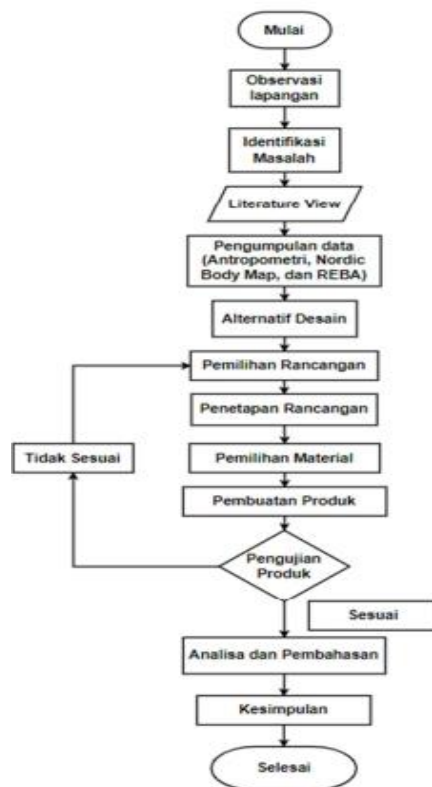 Mulai
Observasi
lapangan
Identifikasi
Masalah
Literature View
Pengumpulan data
(Antropometri, Nordic
Body Map, dan REBA)
Alternatif Desain
Pemilihan Rancangan
Penetapan Rancangan
Tidak Sesuai
Pemilihan Material
Pembuatan Produk
Pengujian
Produk
Sesuai
Analisa dan Pembahasan
Kesimpulan
Selesai